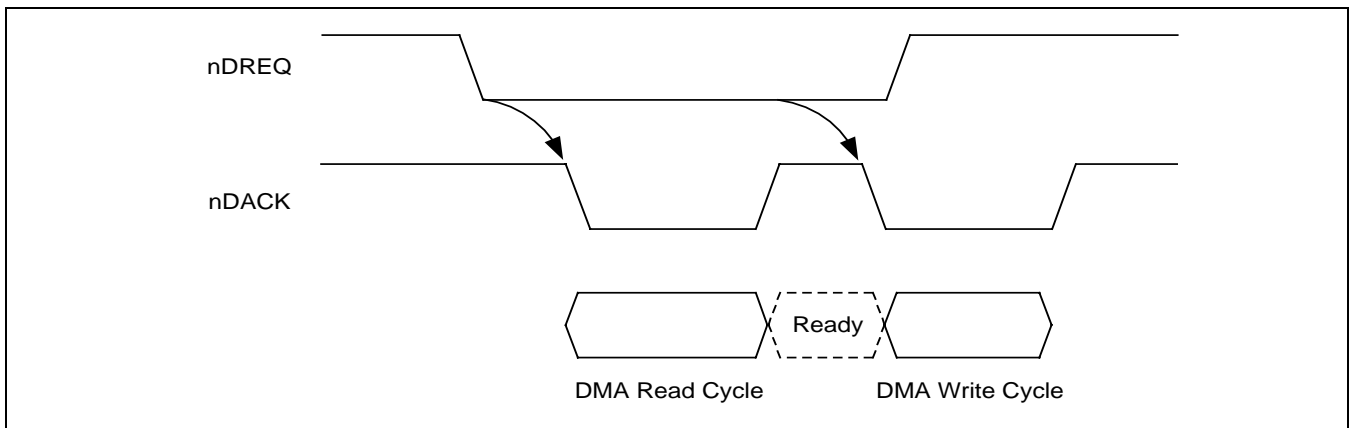 nDREQ
nDACK
Ready
DMA Read Cycle
DMA Write Cycle